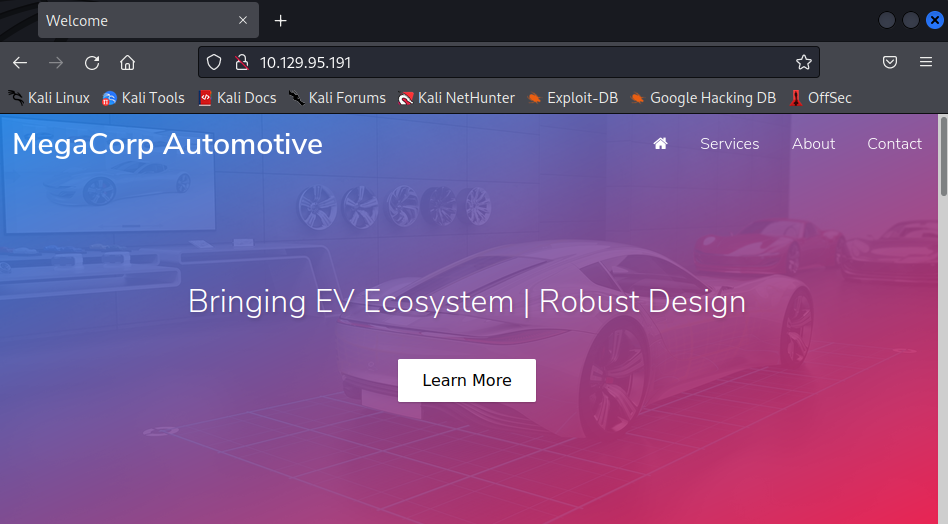 Welcome
10.129.95.191
Kali Linux Kali Tools Kali Docs Kali Forums Kali NetHunter Exploit-DB Google Hacking DB OffSec
MegaCorp Automotive Services About Contact
Bringing EV Ecosystem | Robust Design
Learn More